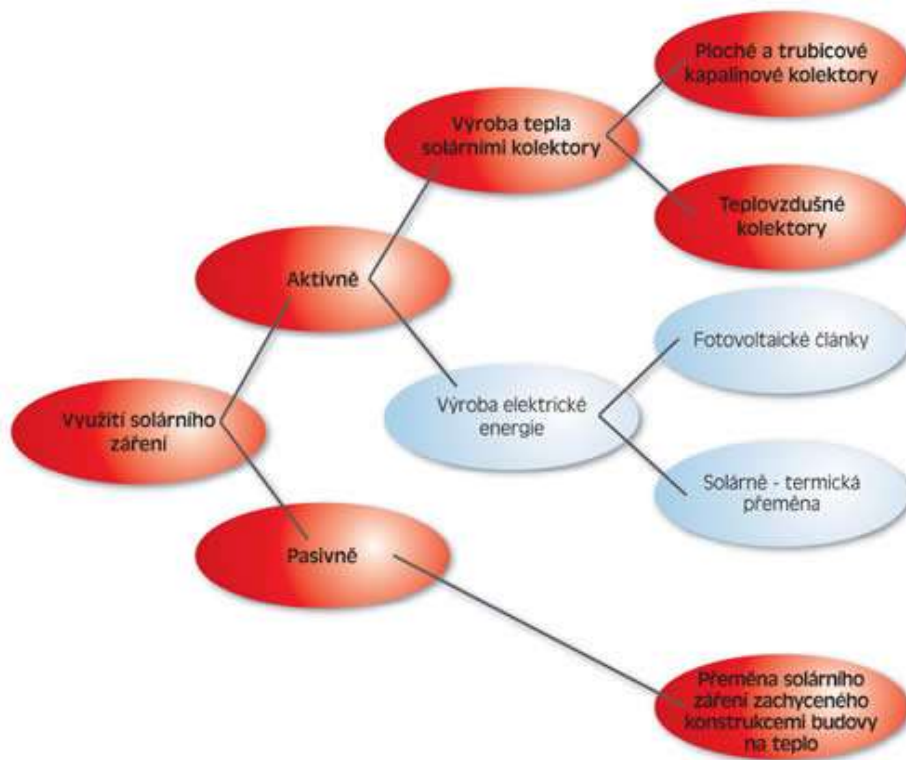 Ploché a trubicové
kapalinové kolektory
Výroba tepla
solárními kolektory
Teplovzdušné
kolektory
Aktivně
Fotovoltaické články
Výroba elektrické
energie
Využití solárního
záření
Solárně - termická
přeměna
Pasivně
Přeměna solárního
záření zachyceného
konstrukcemi budovy
na teplo